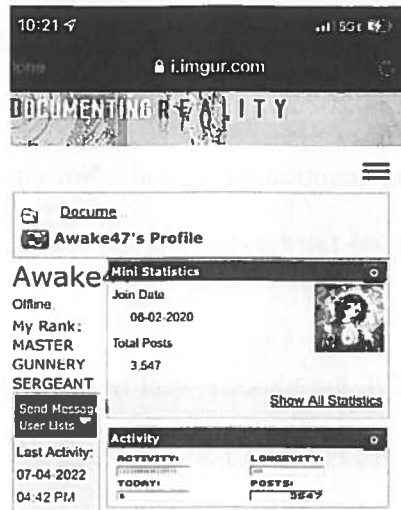 10:21
5G
i.imgur.com
DOCUMENTING REALITY
Docume
Awake47's Profile
Awake4
Offline
My Rank:
MASTER
GUNNERY
SERGEANT
Send Message
User Lists
Last Activity:
07-04-2022
04:42 PM
Mini Statistics
Join Date
06-02-2020
Total Posts
3,547
Show All Statistics
Activity
ACTIVITY:
LONGEVITY:
TODAY:
POSTS:
3547